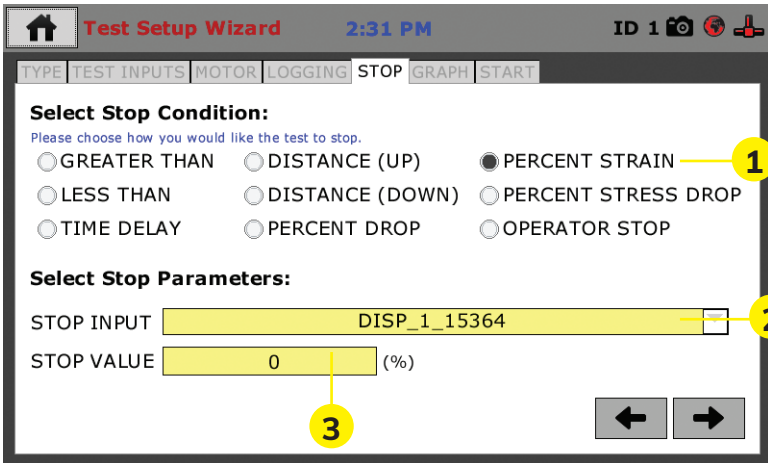 Test Setup Wizard 2:31 PM ID 1
TYPE TEST INPUTS MOTOR LOGGING STOP GRAPH START
Select Stop Condition:
Please choose how you would like the test to stop.
GREATER THAN DISTANCE (UP) PERCENT STRAIN 1
LESS THAN DISTANCE (DOWN) PERCENT STRESS DROP
TIME DELAY PERCENT DROP OPERATOR STOP
Select Stop Parameters:
STOP INPUT DISP_1_15364 2
STOP VALUE 0 (%)
3